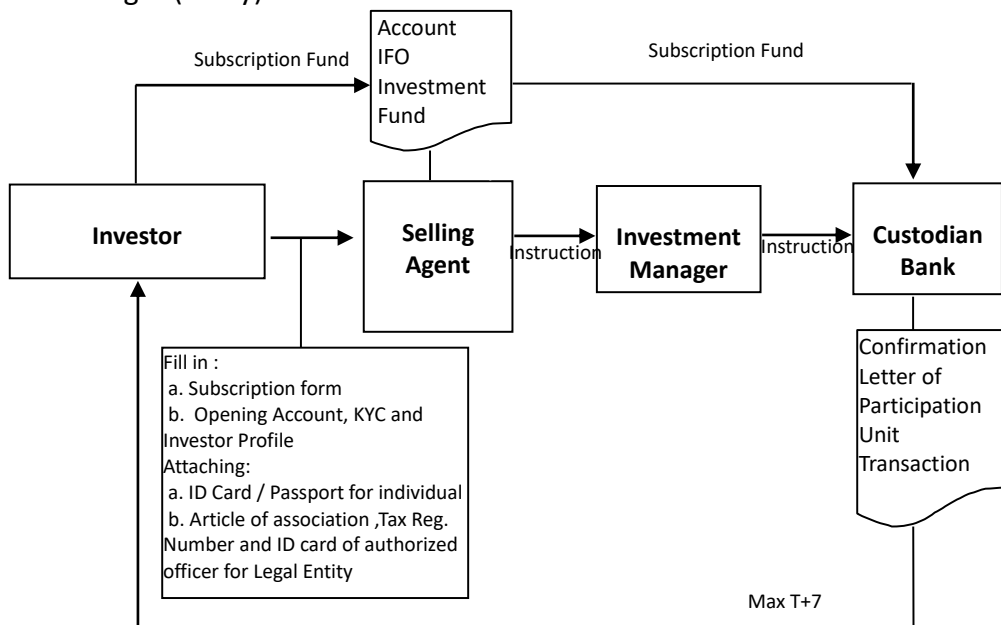 Subscription Fund
Account
IFO
Investment
Fund
Subscription Fund
Investor
Selling
Agent
Instruction
Investment
Manager
Instruction
Custodian
Bank
Fill in :
a. Subscription form
b. Opening Account, KYC and
Investor Profile
Attaching:
a. ID Card / Passport for individual
b. Article of association ,Tax Reg.
Number and ID card of authorized
officer for Legal Entity
Confirmation
Letter of
Participation
Unit
Transaction
Max T+7